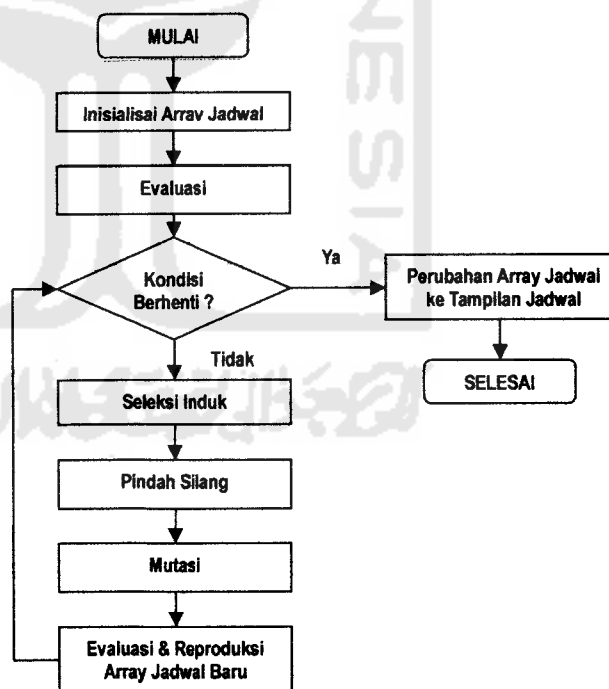 MULAI
Inisialisai Arrav Jadwal
Evaluasi
Kondisi
Berhenti ?
Ya
Perubahan Array Jadwal
ke Tampilan Jadwal
SELESAI
Tidak
Seleksi Induk
Pindah Silang
Mutasi
Evaluasi & Reproduksi
Array Jadwal Baru
NESIA